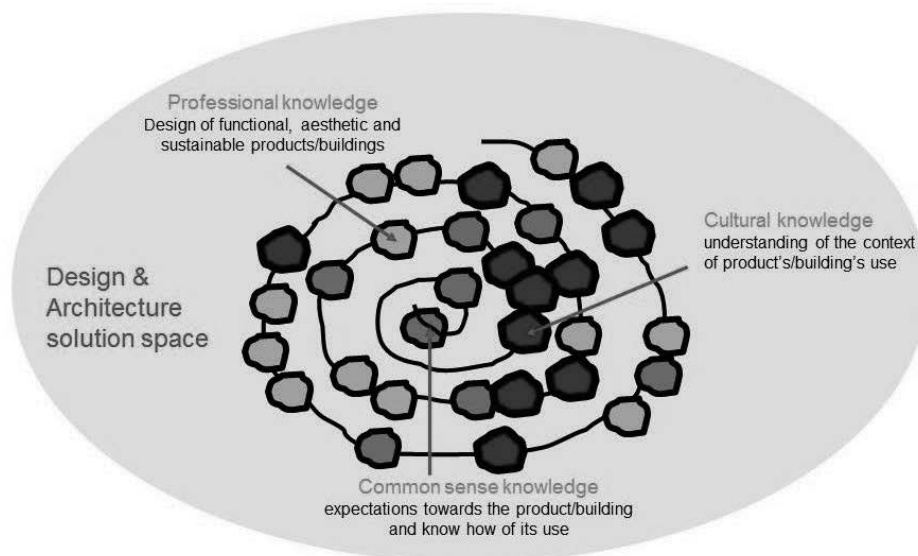 Professional knowledge
Design of functional, aesthetic and
sustainable products/buildings
Cultural knowledge
understanding of the context
of product's/building's use
Design &
Architecture
solution space
Common sense knowledge
expectations towards the product/building
and know how of its use